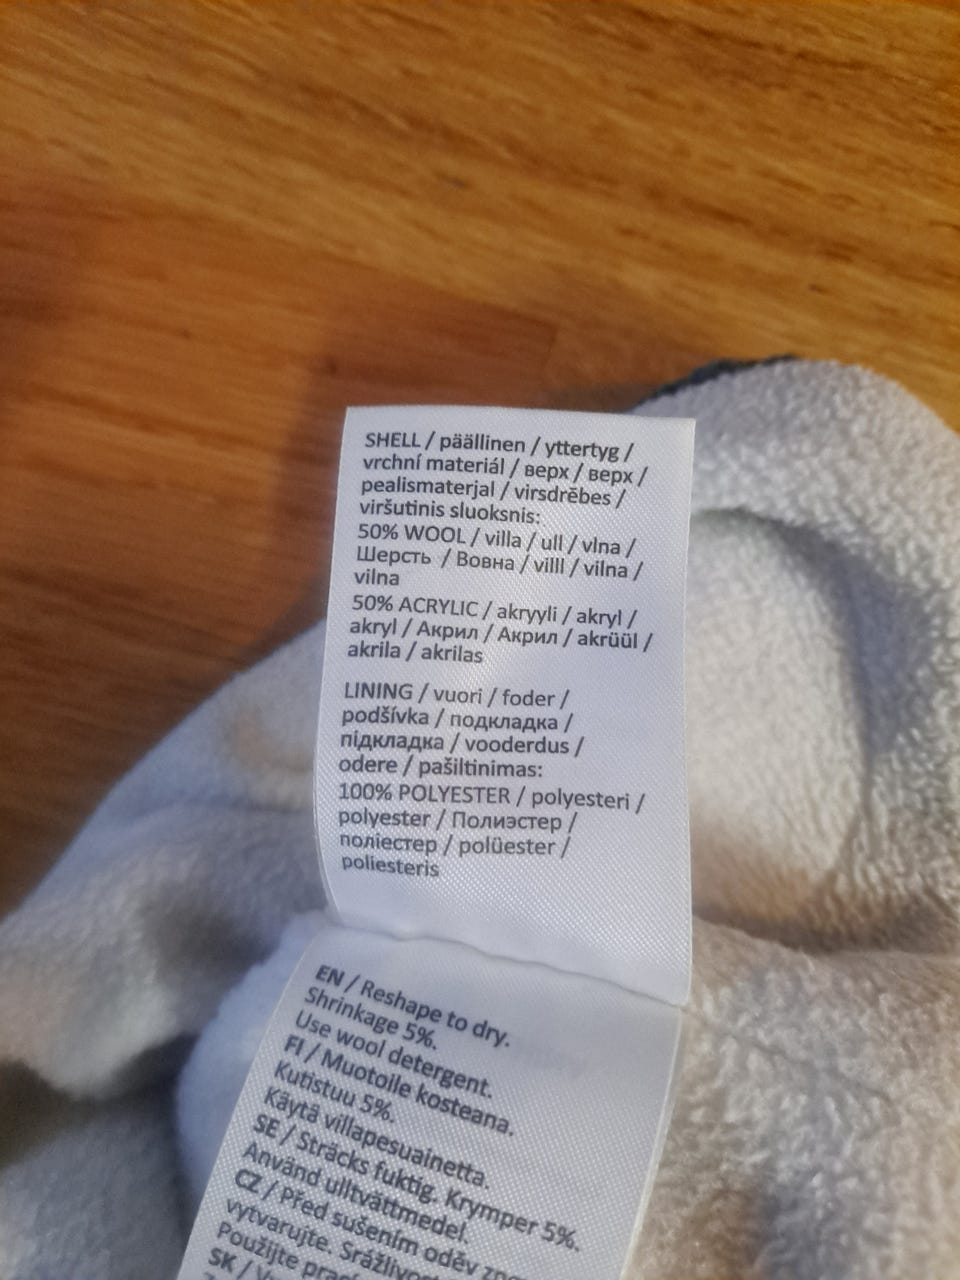 SHELL / päällinen / yttertyg /
vrchní materiál / верх / верх /
pealismaterjal / virsdrēbes /
viršutinis sluoksnis:
50% WOOL / villa / ull / vlna /
Шерсть / Вовна / villl / vilna /
vilna
50% ACRYLIC / akryyli / akryl /
akryl / Акрил / Акрил / akrüül /
akrila / akrilas
LINING / vuori / foder /
podšívka / подкладка /
підкладка / vooderdus /
odere / pašiltinimas:
100% POLYESTER / polyesteri /
polyester / Полиэстер /
поліестер / polüester /
poliesteris
EN / Reshape to dry.
Shrinkage 5%.
Use wool detergent.
FI / Muotoile kosteana.
Kutistuu 5%.
Käytä villapesuainetta.
SE / Sträcks fuktig. Krymper 5%.
Använd ulltvättmedel.
CZ / Před sušením oděv
vytvarujte.
Použijte
SK /